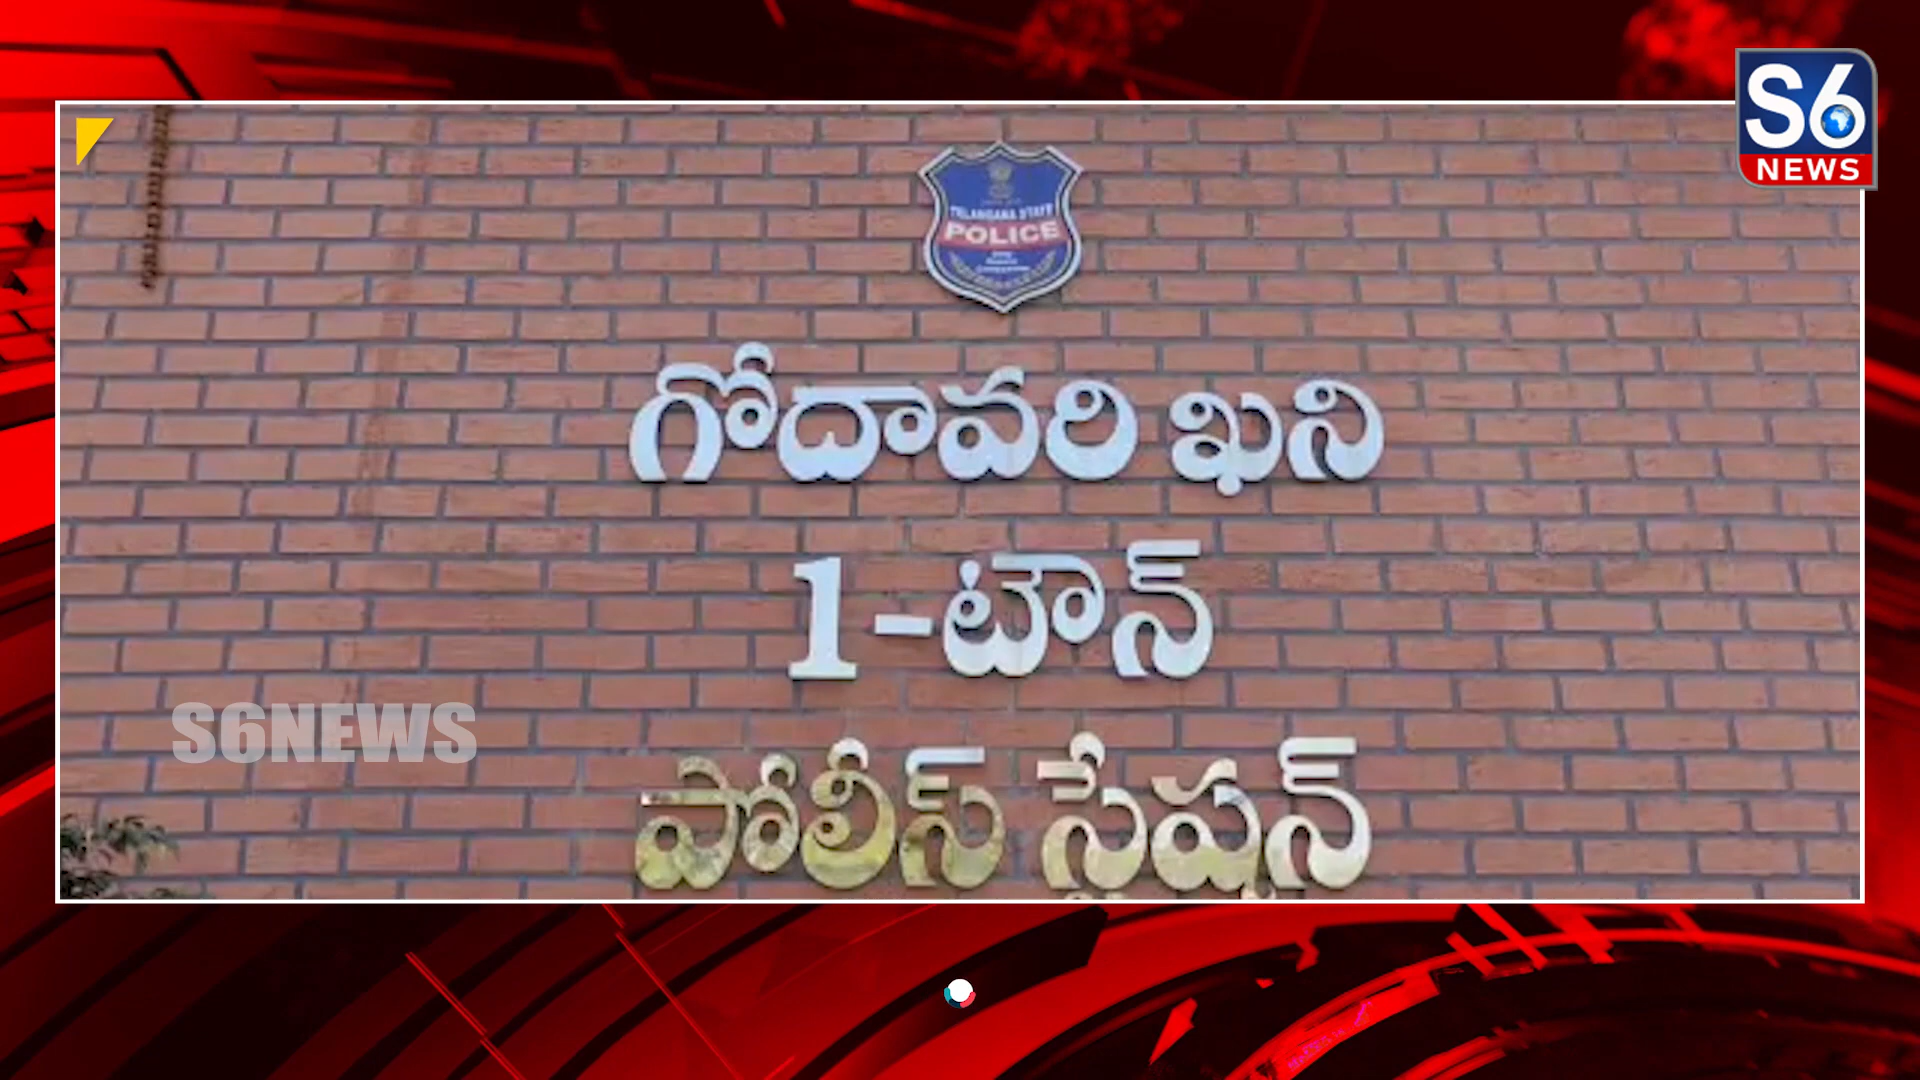 S6
NEWS
TELANGANA STATE
POLICE
గోదావరి ఖని
1-టౌన్
S6NEWS
పోలీస్ స్టేషన్